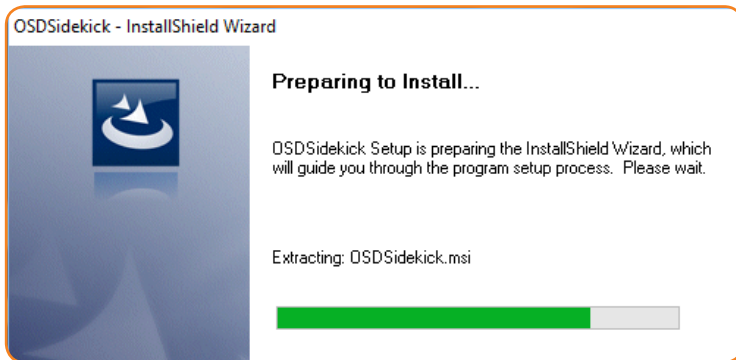 OSDSidekick - InstallShield Wizard
Preparing to Install...
OSDSidekick Setup is preparing the InstallShield Wizard, which
will guide you through the program setup process. Please wait.
Extracting: OSDSidekick.msi